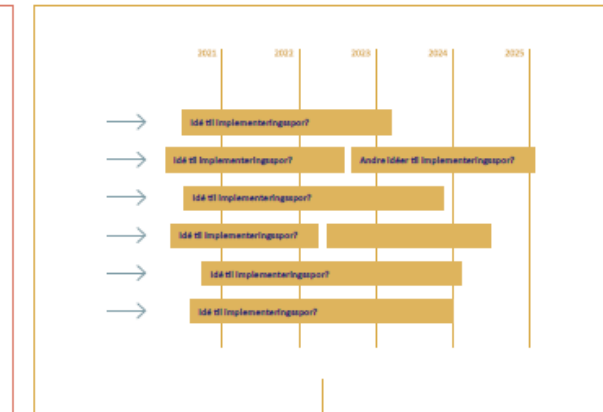 2021 2022 2023 2024 2025
Idé til implementeringsspor?
Idé til implementeringsspor? Andre idéer til implementeringsspor?
Idé til implementeringsspor?
Idé til implementeringsspor?
Idé til implementeringsspor?
Idé til implementeringsspor?